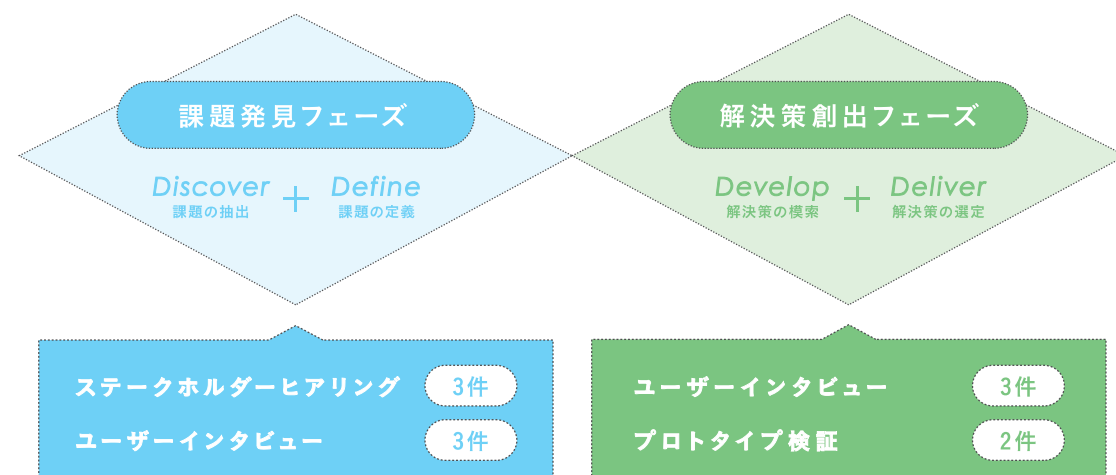 課題発見フェーズ
Discover + Define
課題の抽出 課題の定義
解決策創出フェーズ
Develop + Deliver
解決策の模索 解決策の選定
ステークホルダーヒアリング 3件
ユーザーインタビュー 3件
ユーザーインタビュー 3件
プロトタイプ検証 2件